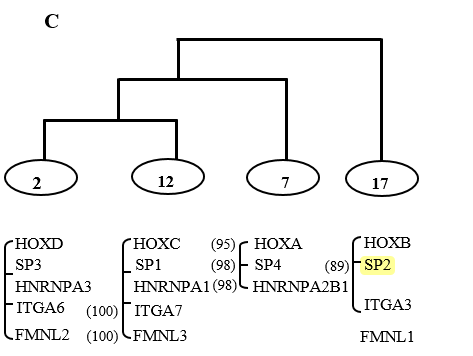 C
2 12 7 17
HOXD HOXC (95) HOXA HOXB
SP3 SP1 (98) SP4 (89) SP2
HNRNPA3 HNRNPA1 (98) HNRNPA2B1
ITGA6 (100) ITGA7 ITGA3
FMNL2 (100) FMNL3 FMNL1